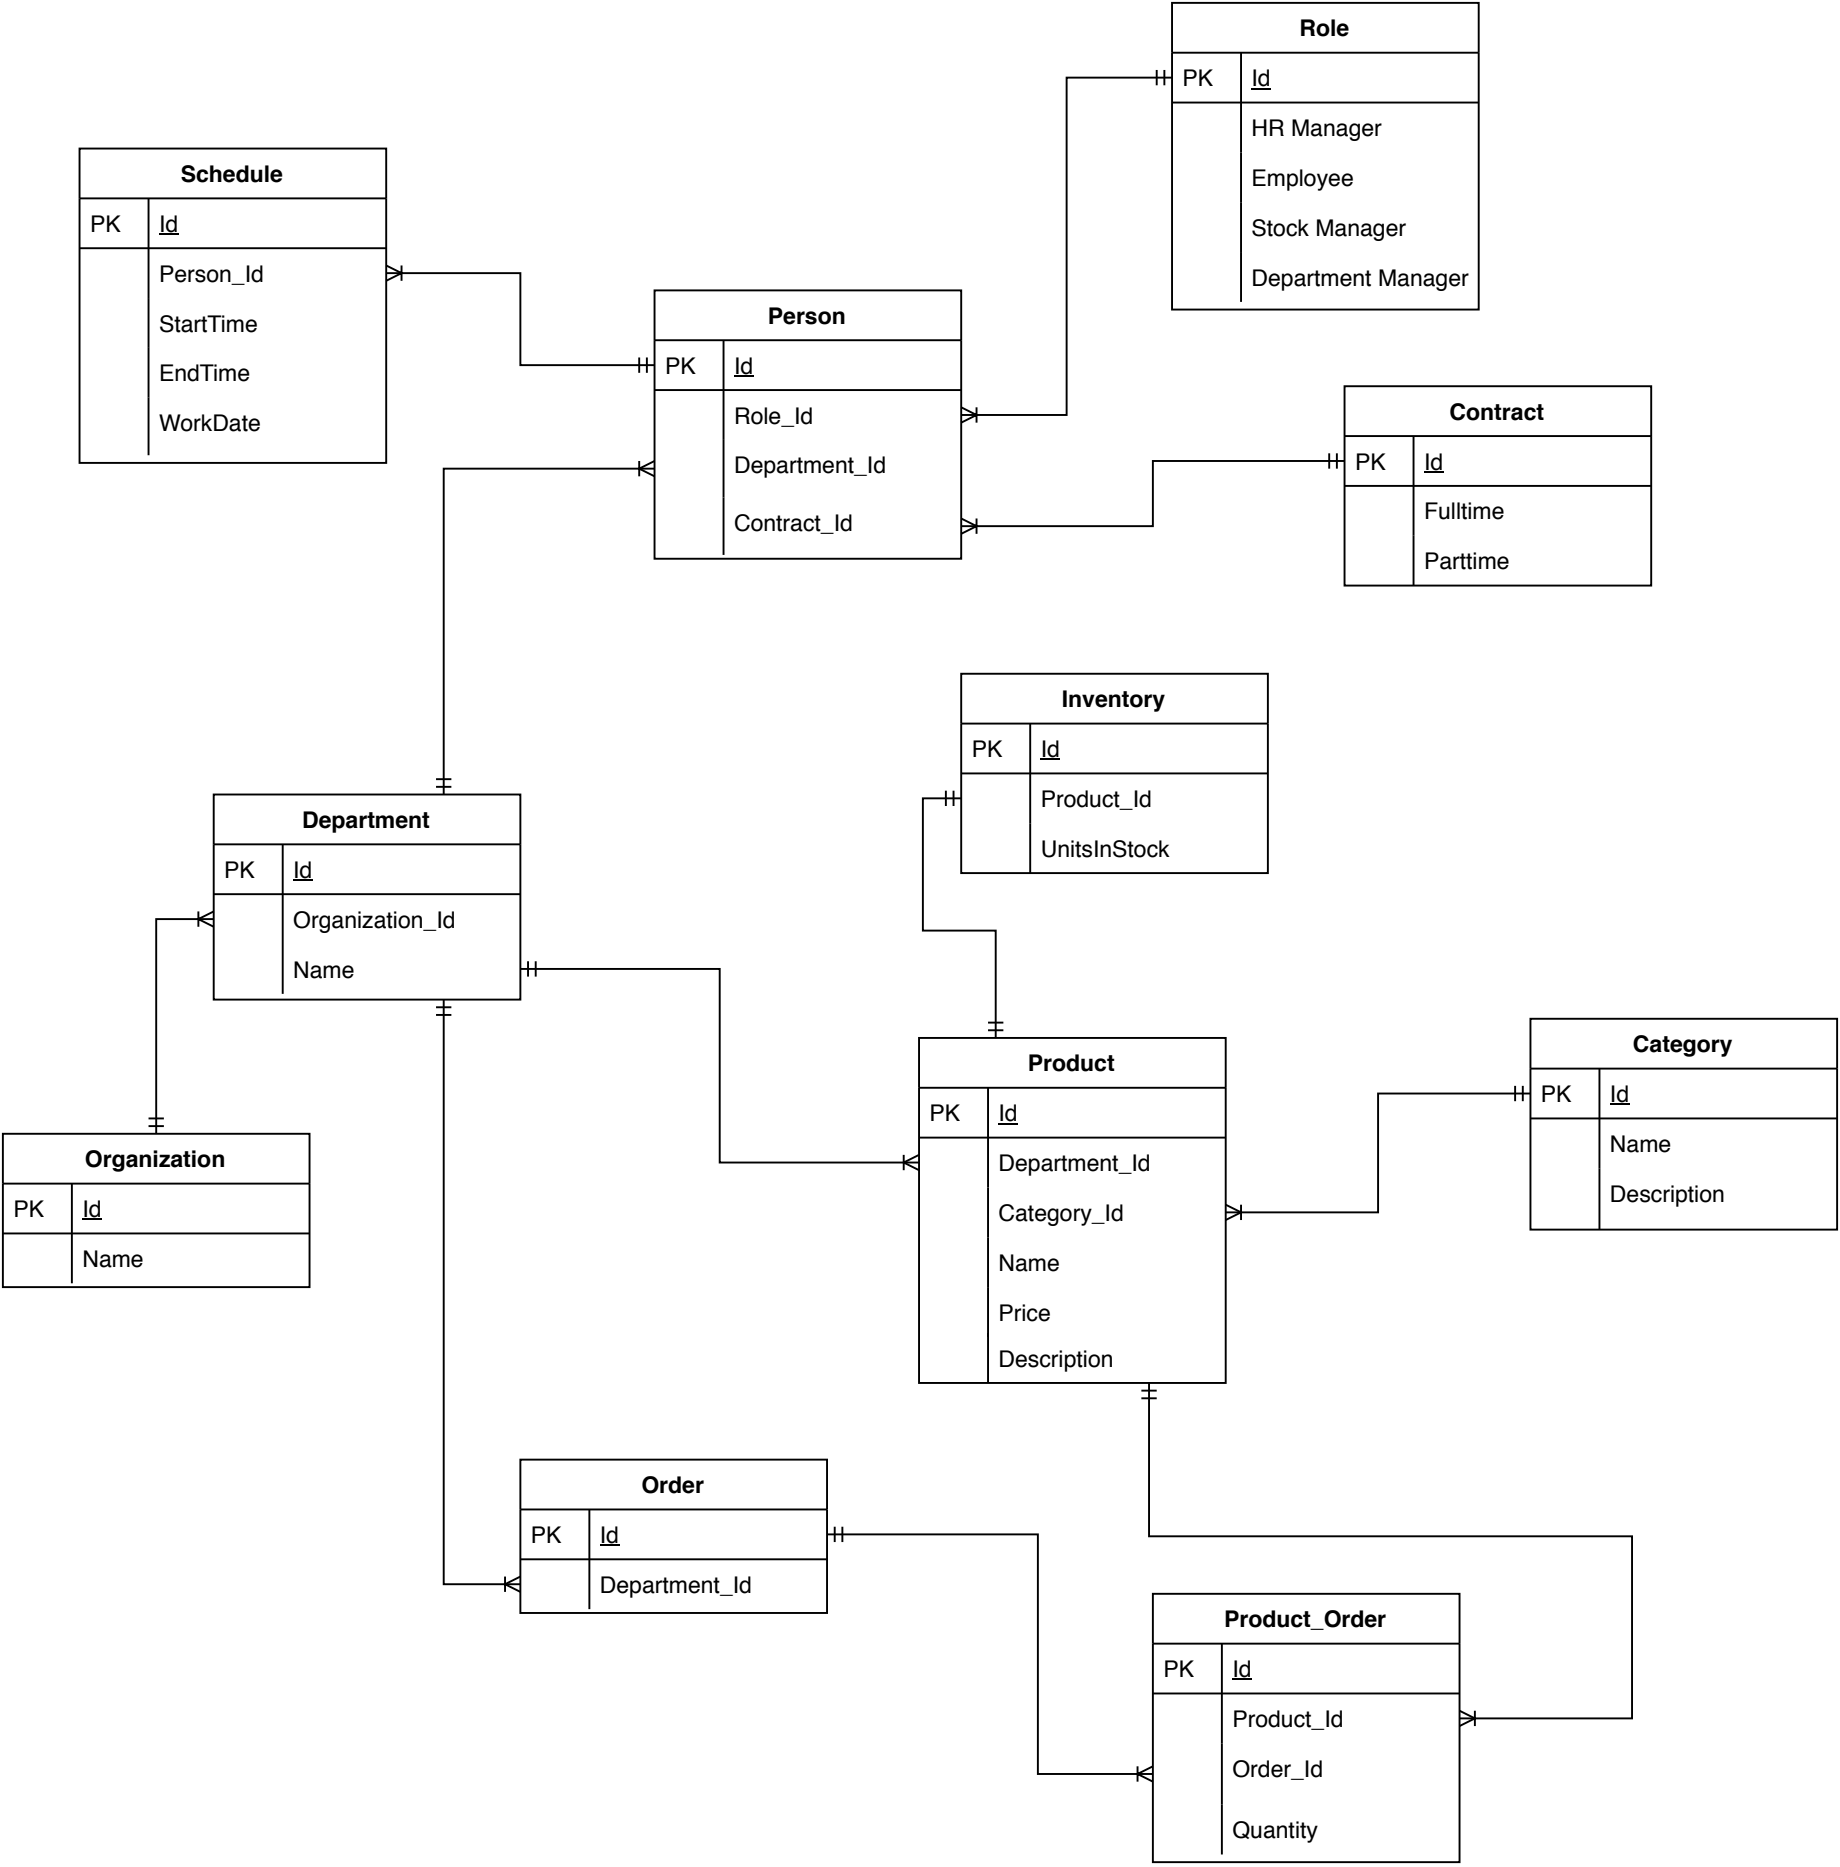 Role
PK Id
HR Manager
Employee
Stock Manager
Department Manager
Schedule
PK Id
Person_Id
StartTime
EndTime
WorkDate
Person
PK Id
Role_Id
Department_Id
Contract_Id
Contract
PK Id
Fulltime
Parttime
Inventory
PK Id
Product_Id
UnitsInStock
Department
PK Id
Organization_Id
Name
Product
PK Id
Department_Id
Category_Id
Name
Price
Description
Category
PK Id
Name
Description
Organization
PK Id
Name
Order
PK Id
Department_Id
Product_Order
PK Id
Product_Id
Order_Id
Quantity